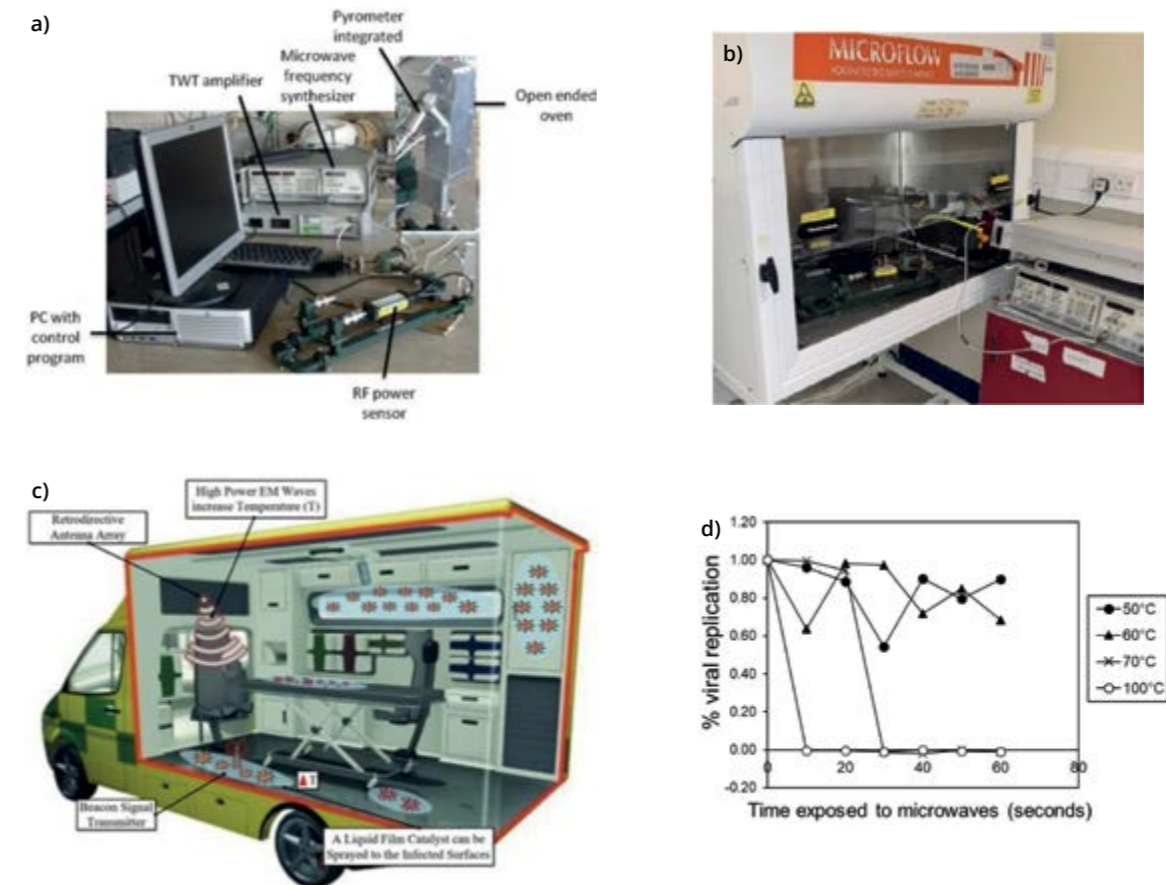 a)
Pyrometer
integrated
Microwave
frequency
synthesizer
TWT amplifier
Open ended
oven
PC with
control
program
RF power
sensor
b)
MICROFLOW
c)
High Power EM Waves
increase Temperature (T)
Retrodirective
Antenna Array
T
Beacon Signal
Transmitter
A Liquid Film Catalyst can be
Sprayed to the Infected Surfaces
d)
% viral replication
1.20
1.00
0.80
0.60
0.40
0.20
0.00
-0.20
0
20
40
60
80
Time exposed to microwaves (seconds)
50°C
60°C
70°C
100°C